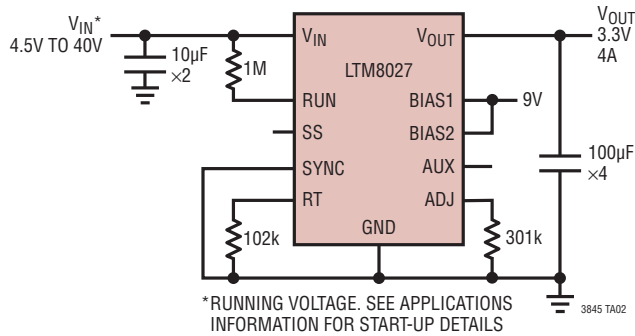 VIN*
4.5V TO 40V
10µF
×2
1M
VIN
RUN
SS
SYNC
RT
LTM8027
GND
VOUT
BIAS1
BIAS2
AUX
ADJ
9V
VOUT
3.3V
4A
100µF
×4
102k
301k
*RUNNING VOLTAGE. SEE APPLICATIONS
INFORMATION FOR START-UP DETAILS
3845 TA02